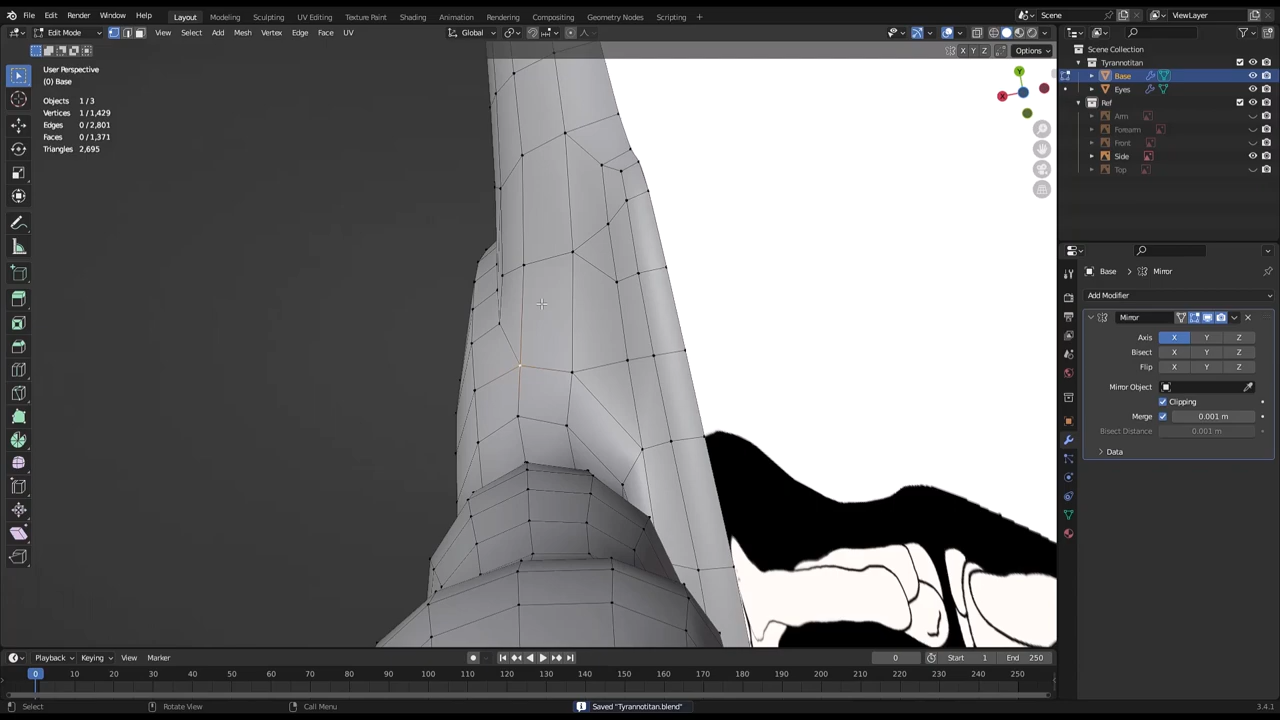 File Edit Render Window Help Layout Modeling Sculpting UV Editing Texture Paint Shading Animation Rendering Compositing Geometry Nodes Scripting + Scene ViewLayer
Edit Mode View Select Add Mesh Vertex Edge Face UV Global
X Y Z Options
User Perspective
(0) Base
Objects 1/3
Vertices 1/1,429
Edges 0/2,801
Faces 0/1,371
Triangles 2,695
Y
X
Scene Collection
Tyrannotitan
Base
Eyes
Ref
Arm
Forearm
Front
Side
Top
Base > Mirror
Add Modifier
Mirror
Axis X Y Z
Bisect X Y Z
Flip X Y Z
Mirror Object
Clipping
Merge 0.001 m
Bisect Distance 0.001 m
Data
Playback Keying View Marker 0 Start 1 End 250
0 10 20 30 40 50 60 70 80 90 100 110 120 130 140 150 160 170 180 190 200 210 220 230 240 250
Select Rotate View Call Menu Saved "Tyrannotitan.blend" 3.4.1